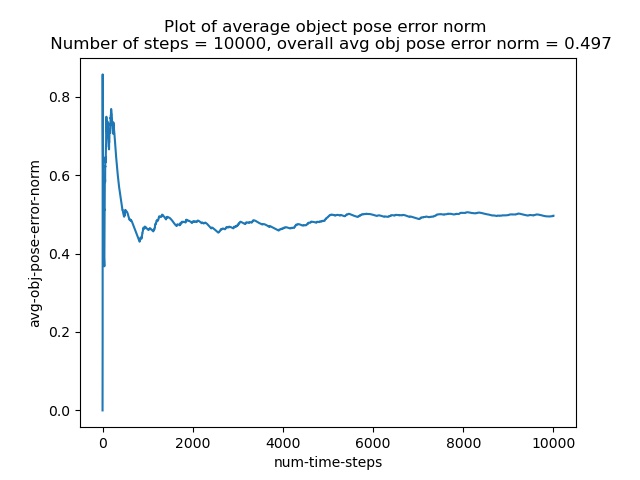 Plot of average object pose error norm
Number of steps = 10000, overall avg obj pose error norm = 0.497
0.8
0.6
0.4
0.2
0.0
avg-obj-pose-error-norm
0 2000 4000 6000 8000 10000
num-time-steps